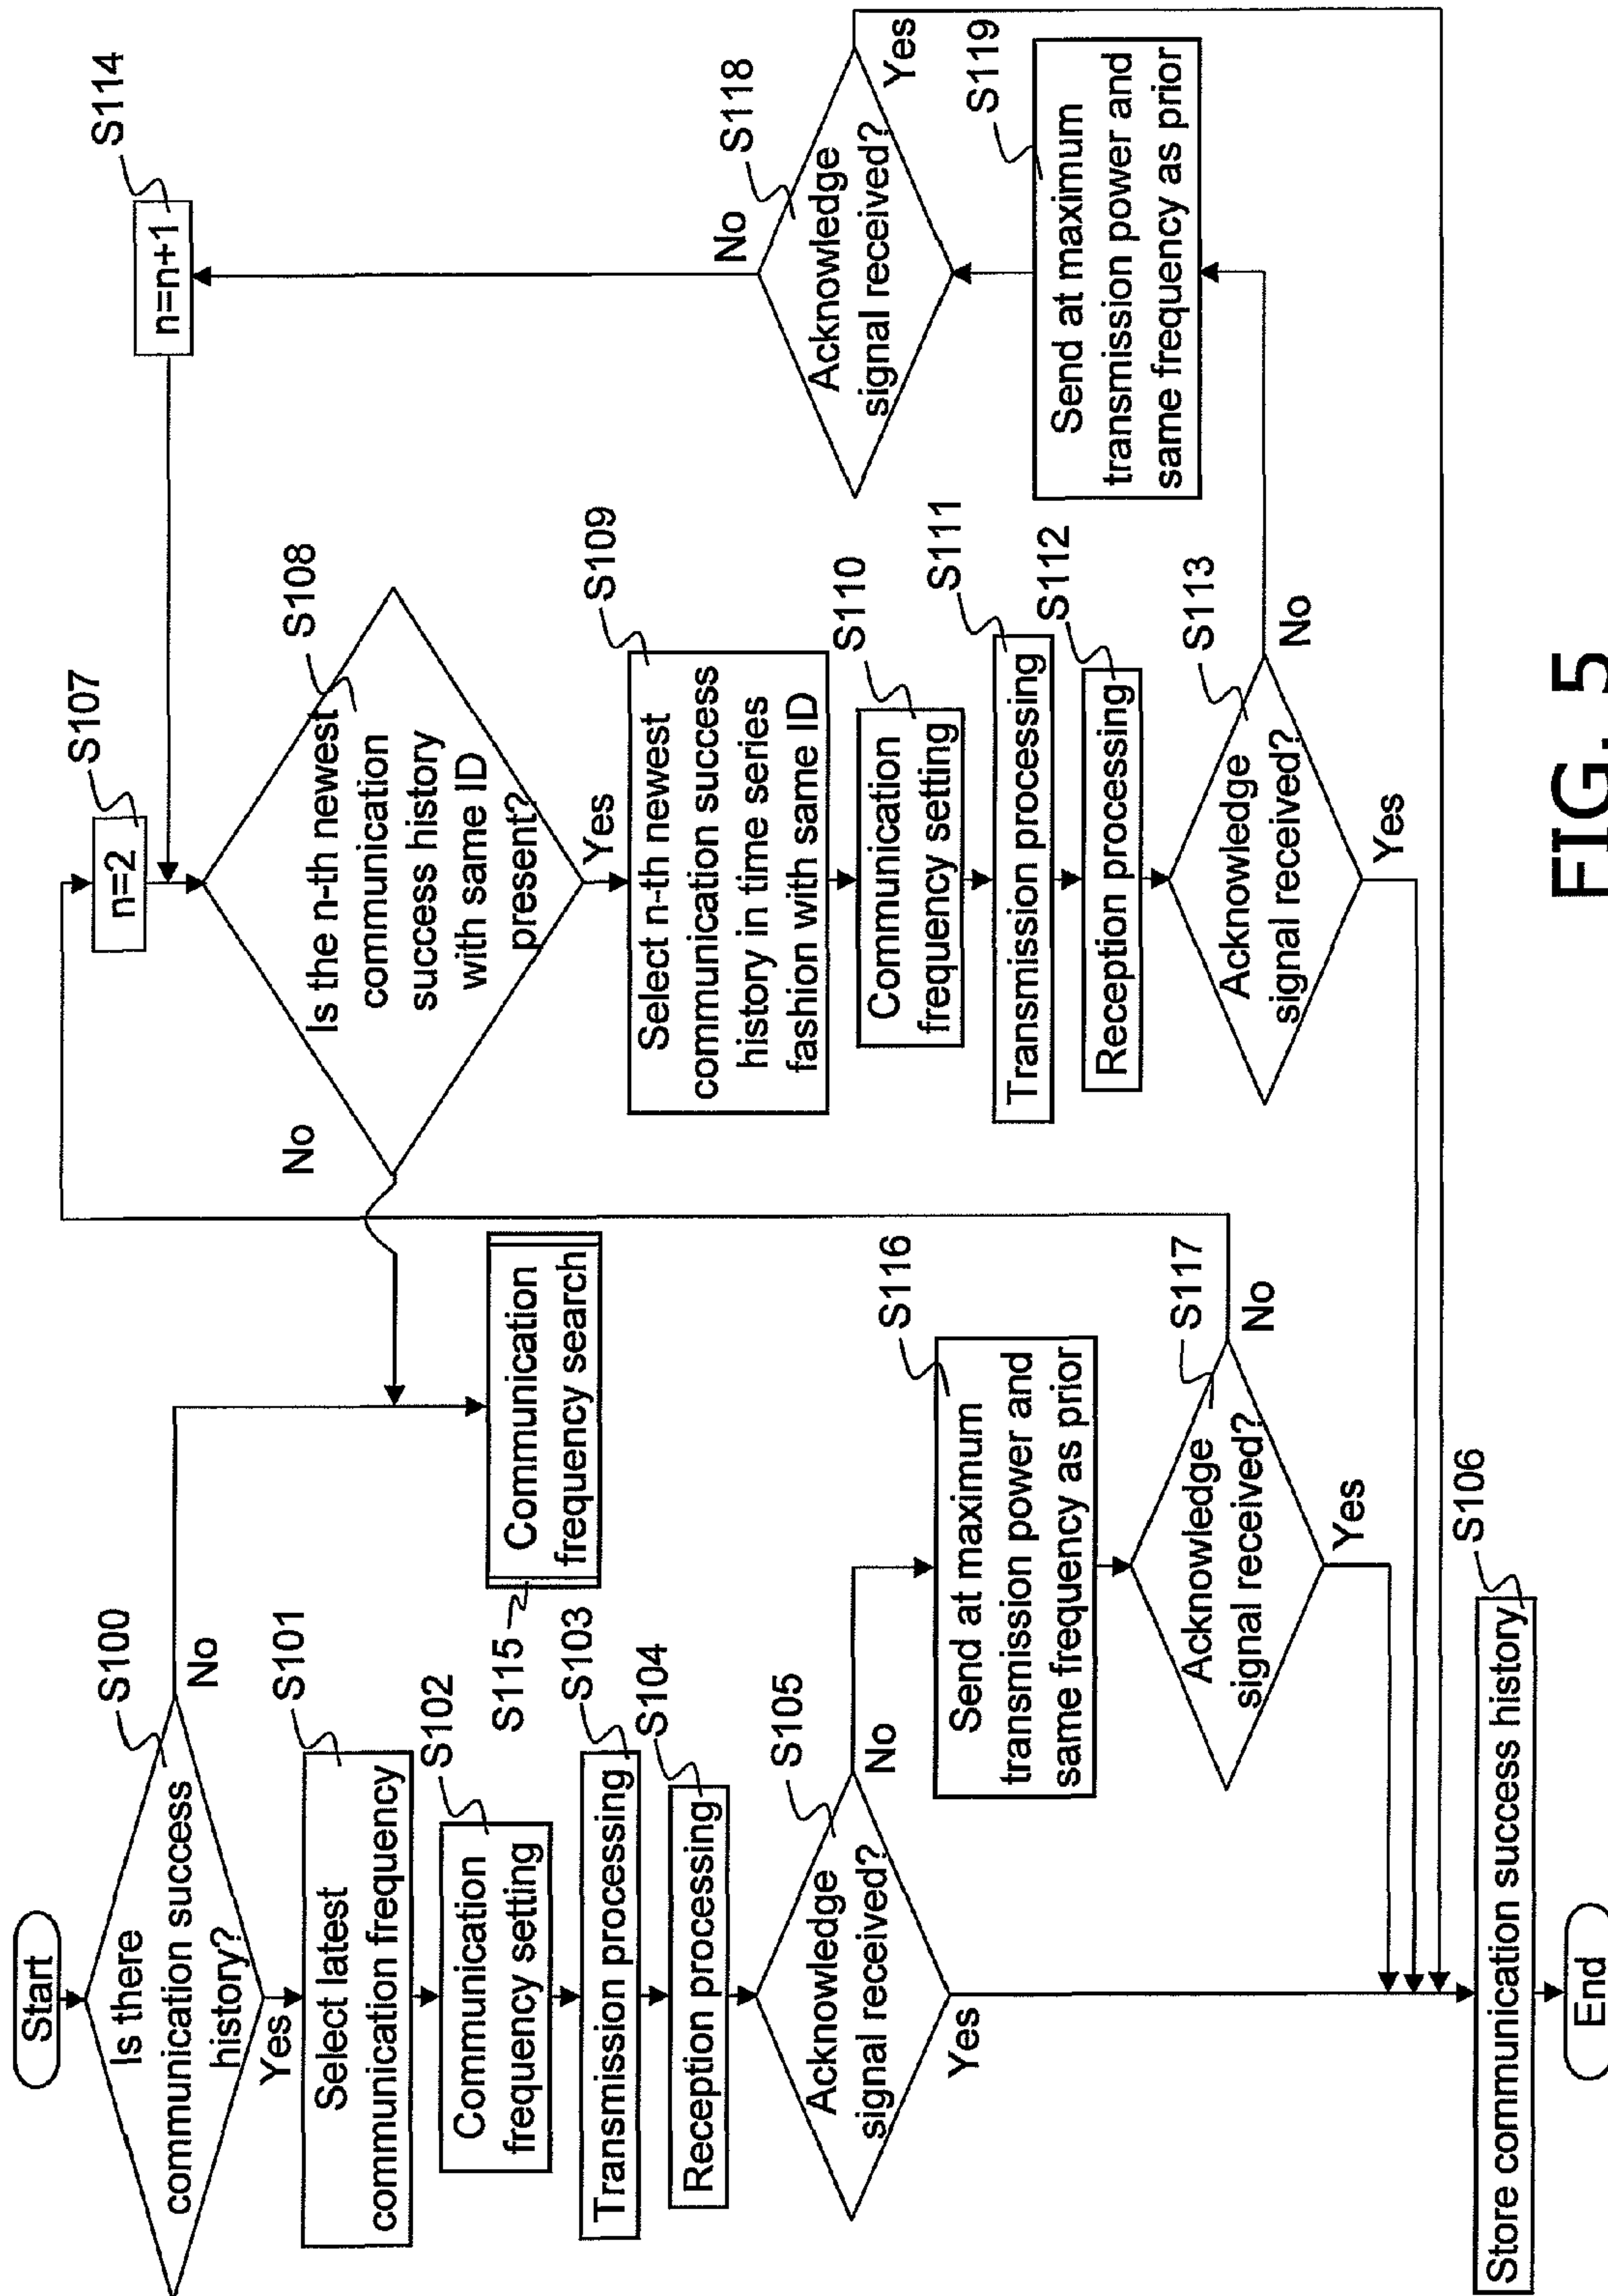 Start
S100
Is there
communication success
history?
No
Yes
S101
Select latest
communication frequency
S102
Communication
frequency setting
S115
Communication
frequency search
S103
Transmission processing
S104
Reception processing
S105
Acknowledge
signal received?
No
Yes
S116
Send at maximum
transmission power and
same frequency as prior
S117
Acknowledge
signal received?
No
Yes
S106
Store communication success history
End
S107
n=2
S108
Is the n-th newest
communication
success history
with same ID
present?
No
Yes
S109
Select n-th newest
communication success
history in time series
fashion with same ID
S110
Communication
frequency setting
S111
Transmission processing
S112
Reception processing
S113
Acknowledge
signal received?
No
Yes
S114
n=n+1
No
S118
Acknowledge
signal received?
Yes
S119
Send at maximum
transmission power and
same frequency as prior
FIG. 5